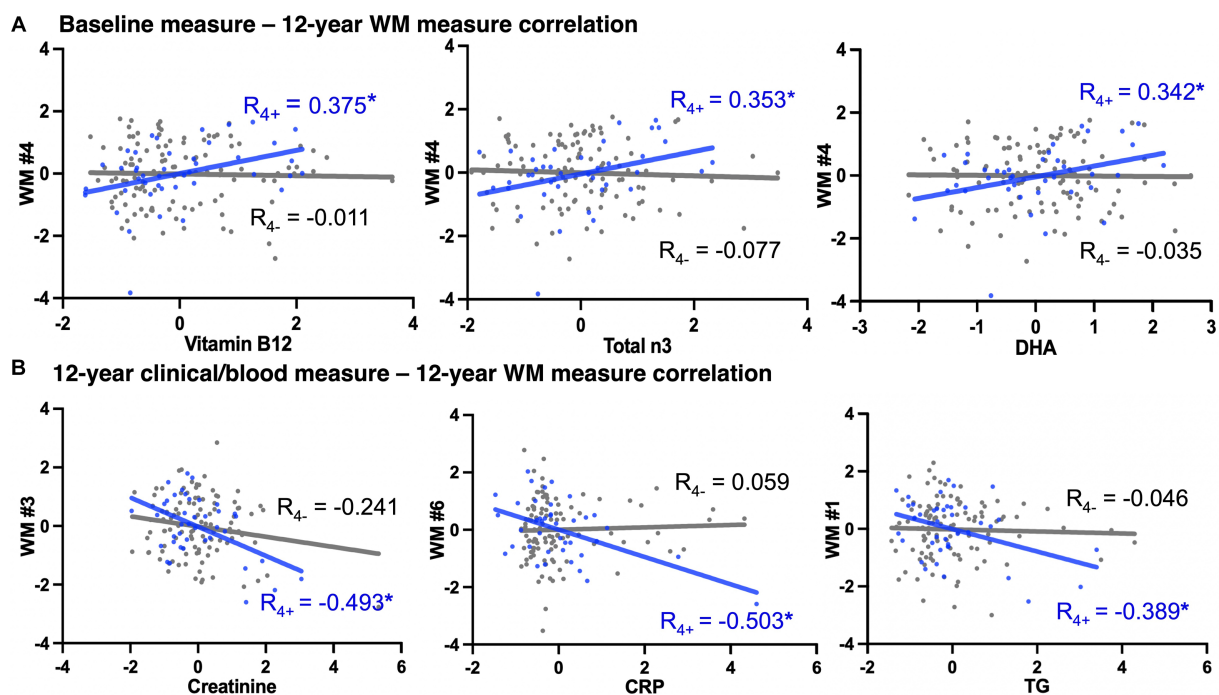 A Baseline measure – 12-year WM measure correlation
4
2
0
-2
-4
WM #4
R4+ = 0.375*
R4- = -0.011
-2 0 2 4
Vitamin B12
4
2
0
-2
-4
WM #4
R4+ = 0.353*
R4- = -0.077
-2 0 2 4
Total n3
4
2
0
-2
-4
WM #4
R4+ = 0.342*
R4- = -0.035
-3 -2 -1 0 1 2 3
DHA
B 12-year clinical/blood measure – 12-year WM measure correlation
4
2
0
-2
-4
WM #3
R4- = -0.241
R4+ = -0.493*
-4 -2 0 2 4 6
Creatinine
4
2
0
-2
-4
WM #6
R4- = 0.059
R4+ = -0.503*
-2 0 2 4 6
CRP
4
2
0
-2
-4
WM #1
R4- = -0.046
R4+ = -0.389*
-2 0 2 4 6
TG